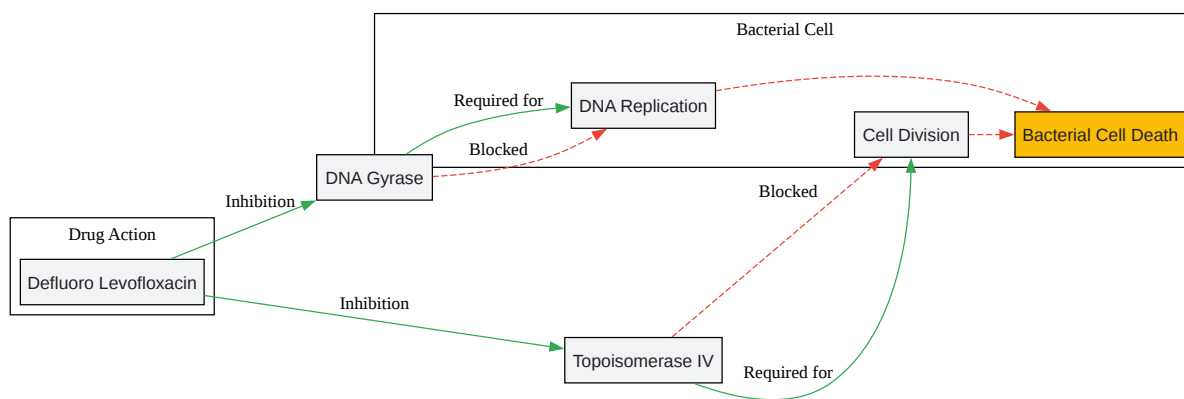 Bacterial Cell
Required for
DNA Replication
Blocked
Cell Division
Bacterial Cell Death
DNA Gyrase
Blocked
Inhibition
Drug Action
Defluoro Levofloxacin
Inhibition
Topoisomerase IV
Required for